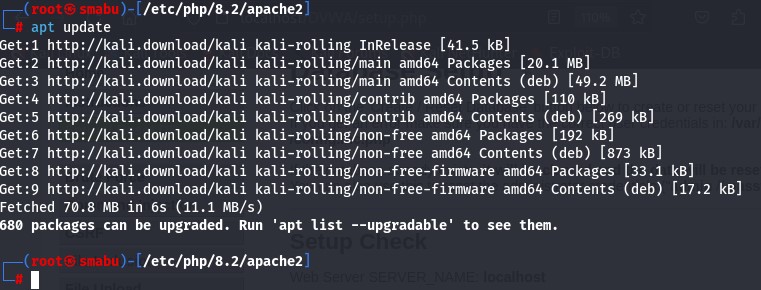 ┌──(root㉿smabu)-[/etc/php/8.2/apache2]
└─# apt update
Get:1 http://kali.download/kali kali-rolling InRelease [41.5 kB]
Get:2 http://kali.download/kali kali-rolling/main amd64 Packages [20.1 MB]
Get:3 http://kali.download/kali kali-rolling/main amd64 Contents (deb) [49.2 MB]
Get:4 http://kali.download/kali kali-rolling/contrib amd64 Packages [110 kB]
Get:5 http://kali.download/kali kali-rolling/contrib amd64 Contents (deb) [269 kB]
Get:6 http://kali.download/kali kali-rolling/non-free amd64 Packages [192 kB]
Get:7 http://kali.download/kali kali-rolling/non-free amd64 Contents (deb) [873 kB]
Get:8 http://kali.download/kali kali-rolling/non-free-firmware amd64 Packages [33.1 kB]
Get:9 http://kali.download/kali kali-rolling/non-free-firmware amd64 Contents (deb) [17.2 kB]
Fetched 70.8 MB in 6s (11.1 MB/s)
680 packages can be upgraded. Run 'apt list --upgradable' to see them.
Setup Check
┌──(root㉿smabu)-[/etc/php/8.2/apache2]
└─#
Web Server SERVER_NAME: localhost
File Upload